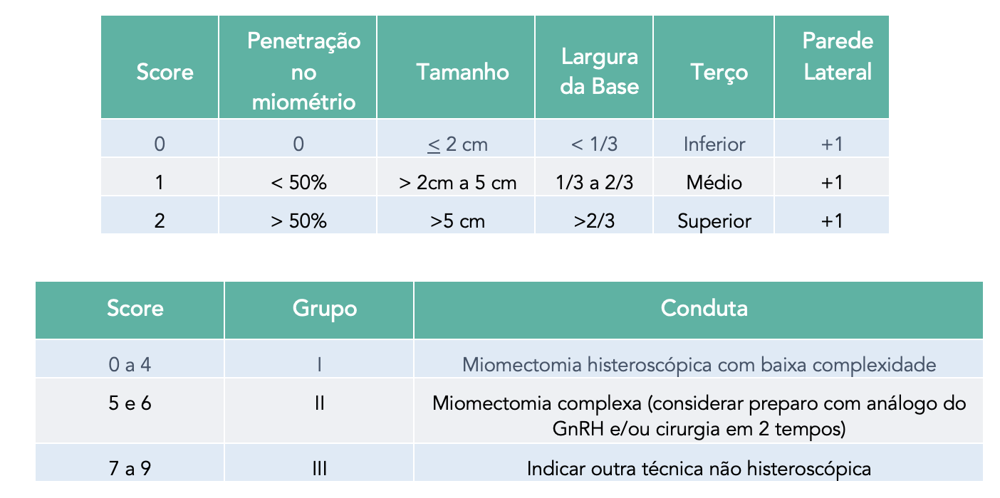 Score Penetração no miométrio Tamanho Largura da Base Terço Parede Lateral
0 0 < 2 cm < 1/3 Inferior +1
1 < 50% > 2cm a 5 cm 1/3 a 2/3 Médio +1
2 > 50% >5 cm >2/3 Superior +1
Score Grupo Conduta
0 a 4 I Miomectomia histeroscópica com baixa complexidade
5 e 6 II Miomectomia complexa (considerar preparo com análogo do
GnRH e/ou cirurgia em 2 tempos)
7 a 9 III Indicar outra técnica não histeroscópica